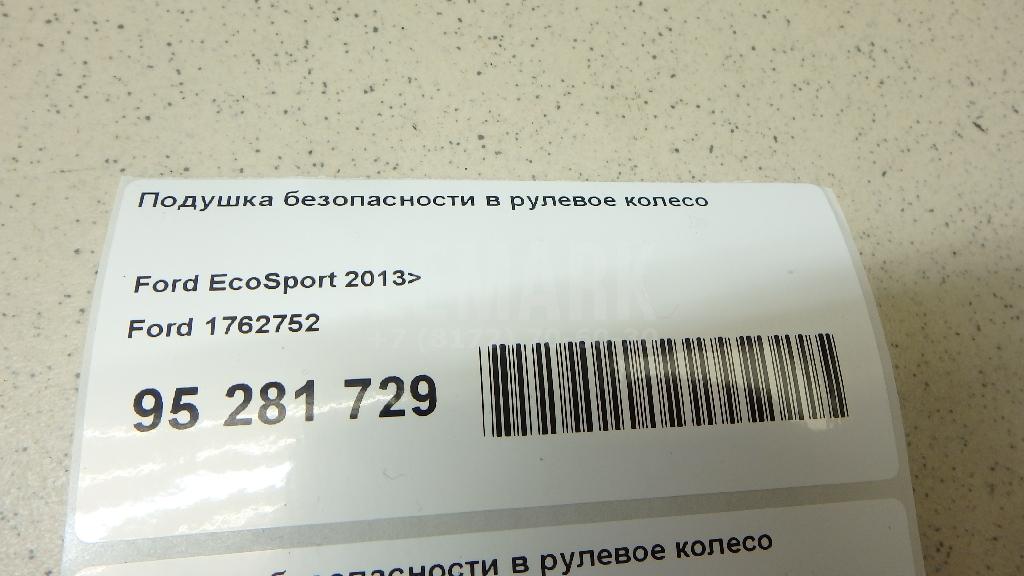 Подушка безопасности в рулевое колесо
Ford EcoSport 2013>
Ford 1762752
95 281 729
безопасности в рулевое колесо